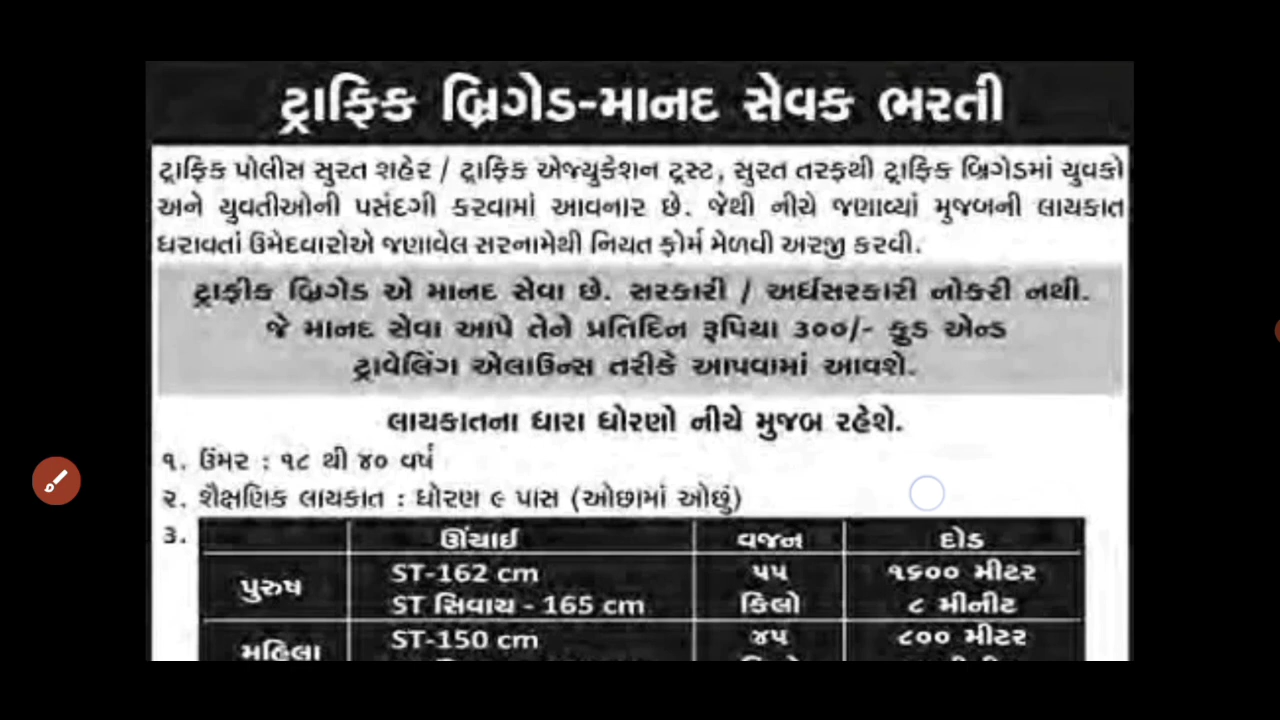 ટ્રાફિક બ્રિગેડ-માનદ સેવક ભરતી
ટ્રાફિક પોલીસ સુરત શહેર / ટ્રાફિક એજ્યુકેશન ટ્રસ્ટ, સુરત તરફથી ટ્રાફિક બ્રિગેડમાં યુવકો
અને યુવતીઓની પસંદગી કરવામાં આવનાર છે. જેથી નીચે જણાવ્યાં મુજબની લાયકાત
ધરાવતાં ઉમેદવારોએ જણાવેલ સરનામેથી નિયત ફોર્મ મેળવી અરજી કરવી.
ટ્રાફીક બ્રિગેડ એ માનદ સેવા છે. સરકારી / અર્ધસરકારી નોકરી નથી.
જે માનદ સેવા આપે તેને પ્રતિદિન રૂપિયા ૩૦૦/- ફુડ એન્ડ
ટ્રાવેલિંગ એલાઉન્સ તરીકે આપવામાં આવશે.
લાયકાતના ધારા ધોરણો નીચે મુજબ રહેશે.
૧. ઉંમર : ૧૮ થી ૪૦ વર્ષ
૨. શૈક્ષણિક લાયકાત : ધોરણ ૯ પાસ (ઓછામાં ઓછું)
૩. ઊંચાઈ વજન દોડ
પુરુષ ST-162 cm ૫૫ ૧૬૦૦ મીટર
ST સિવાય - 165 cm કિલો ૮ મીનીટ
મહિલા ST-150 cm ૪૫ ૮૦૦ મીટર